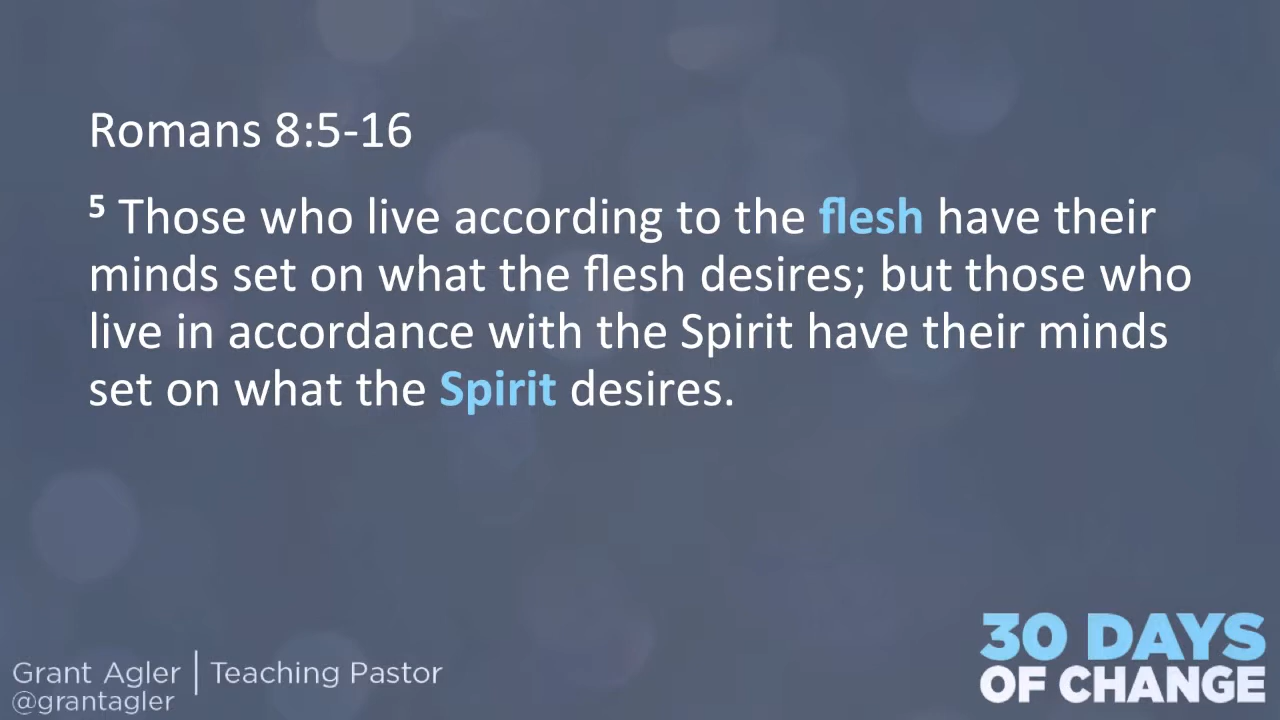 Romans 8:5-16
5 Those who live according to the flesh have their
minds set on what the flesh desires; but those who
live in accordance with the Spirit have their minds
set on what the Spirit desires.
Grant Agler | Teaching Pastor
@grantagler
30 DAYS
OF CHANGE